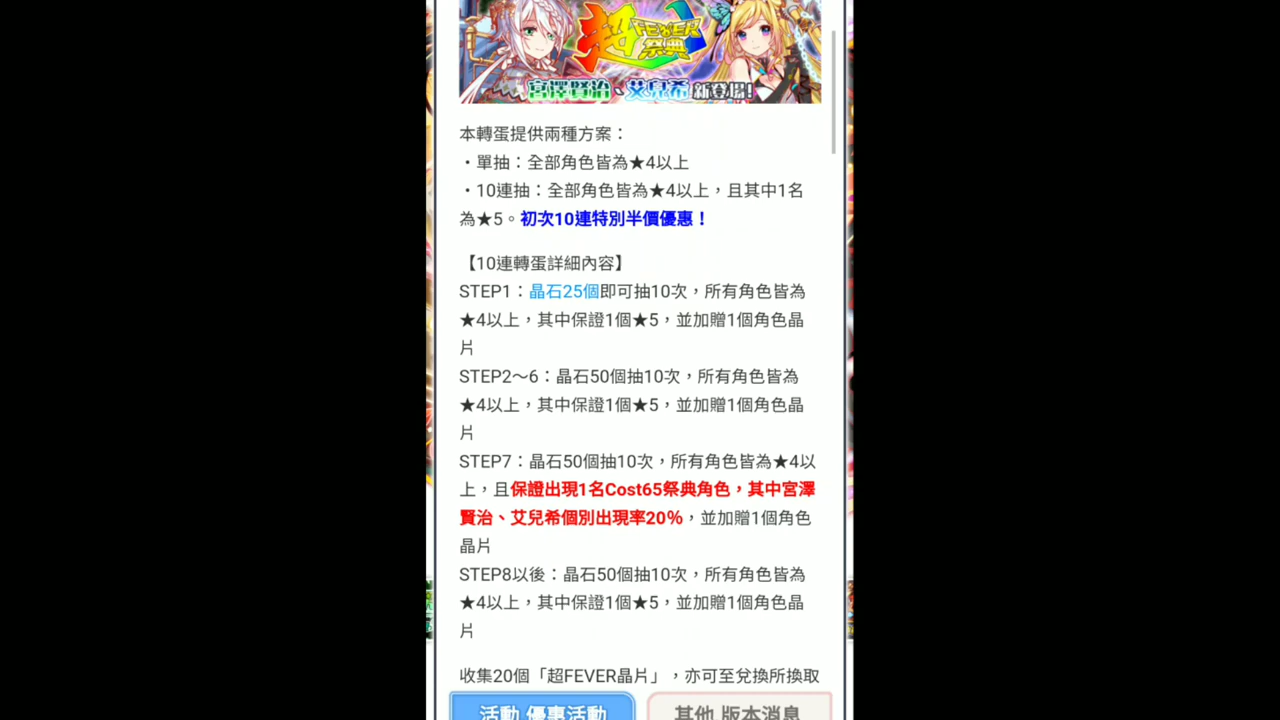 超FEVER祭典
宮澤賢治、艾兒希 新登場!
本轉蛋提供兩種方案：
・單抽：全部角色皆為★4以上
・10連抽：全部角色皆為★4以上，且其中1名
為★5。初次10連特別半價優惠！
【10連轉蛋詳細內容】
STEP1：晶石25個即可抽10次，所有角色皆為
★4以上，其中保證1個★5，並加贈1個角色晶
片
STEP2～6：晶石50個抽10次，所有角色皆為
★4以上，其中保證1個★5，並加贈1個角色晶
片
STEP7：晶石50個抽10次，所有角色皆為★4以
上，且保證出現1名Cost65祭典角色，其中宮澤
賢治、艾兒希個別出現率20%，並加贈1個角色
晶片
STEP8以後：晶石50個抽10次，所有角色皆為
★4以上，其中保證1個★5，並加贈1個角色晶
片
收集20個「超FEVER晶片」，亦可至兌換所換取
活動 優惠活動
其他 版本消息